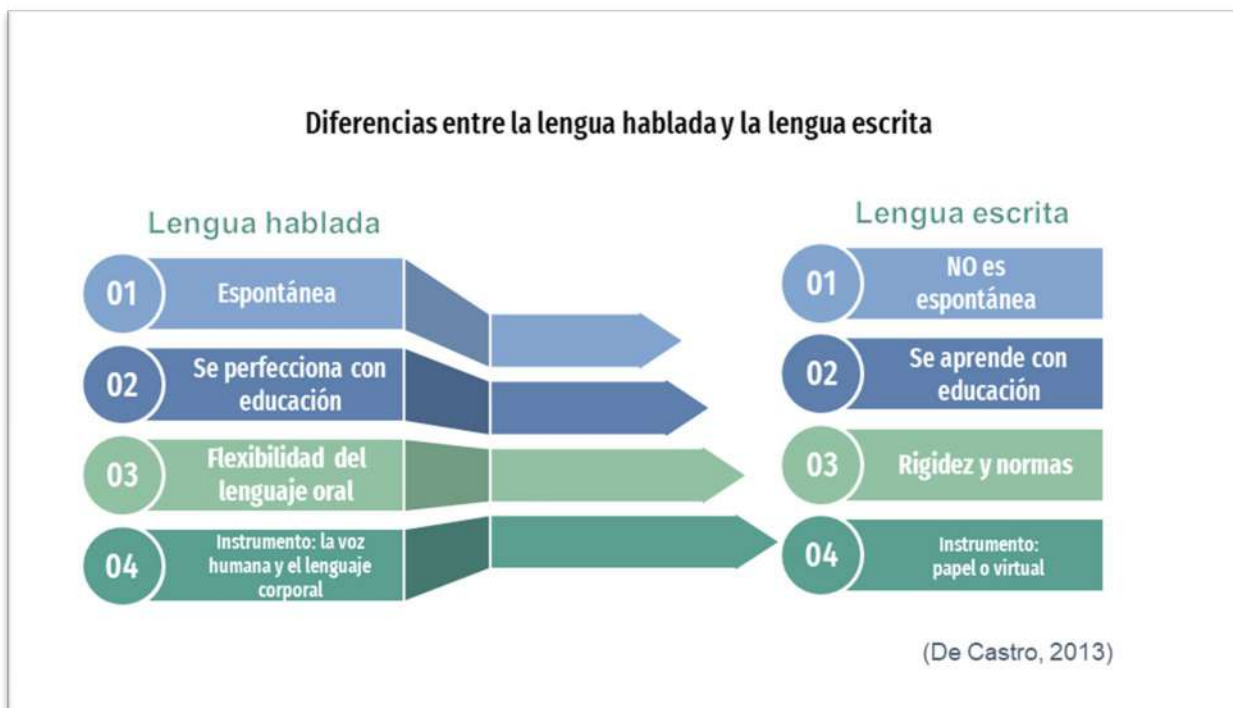 Diferencias entre la lengua hablada y la lengua escrita
Lengua hablada
01
Espontánea
02
Se perfecciona con
educación
03
Flexibilidad del
lenguaje oral
04
Instrumento: la voz
humana y el lenguaje
corporal
Lengua escrita
01
NO es
espontánea
02
Se aprende con
educación
03
Rigidez y normas
04
Instrumento:
papel o virtual
(De Castro, 2013)